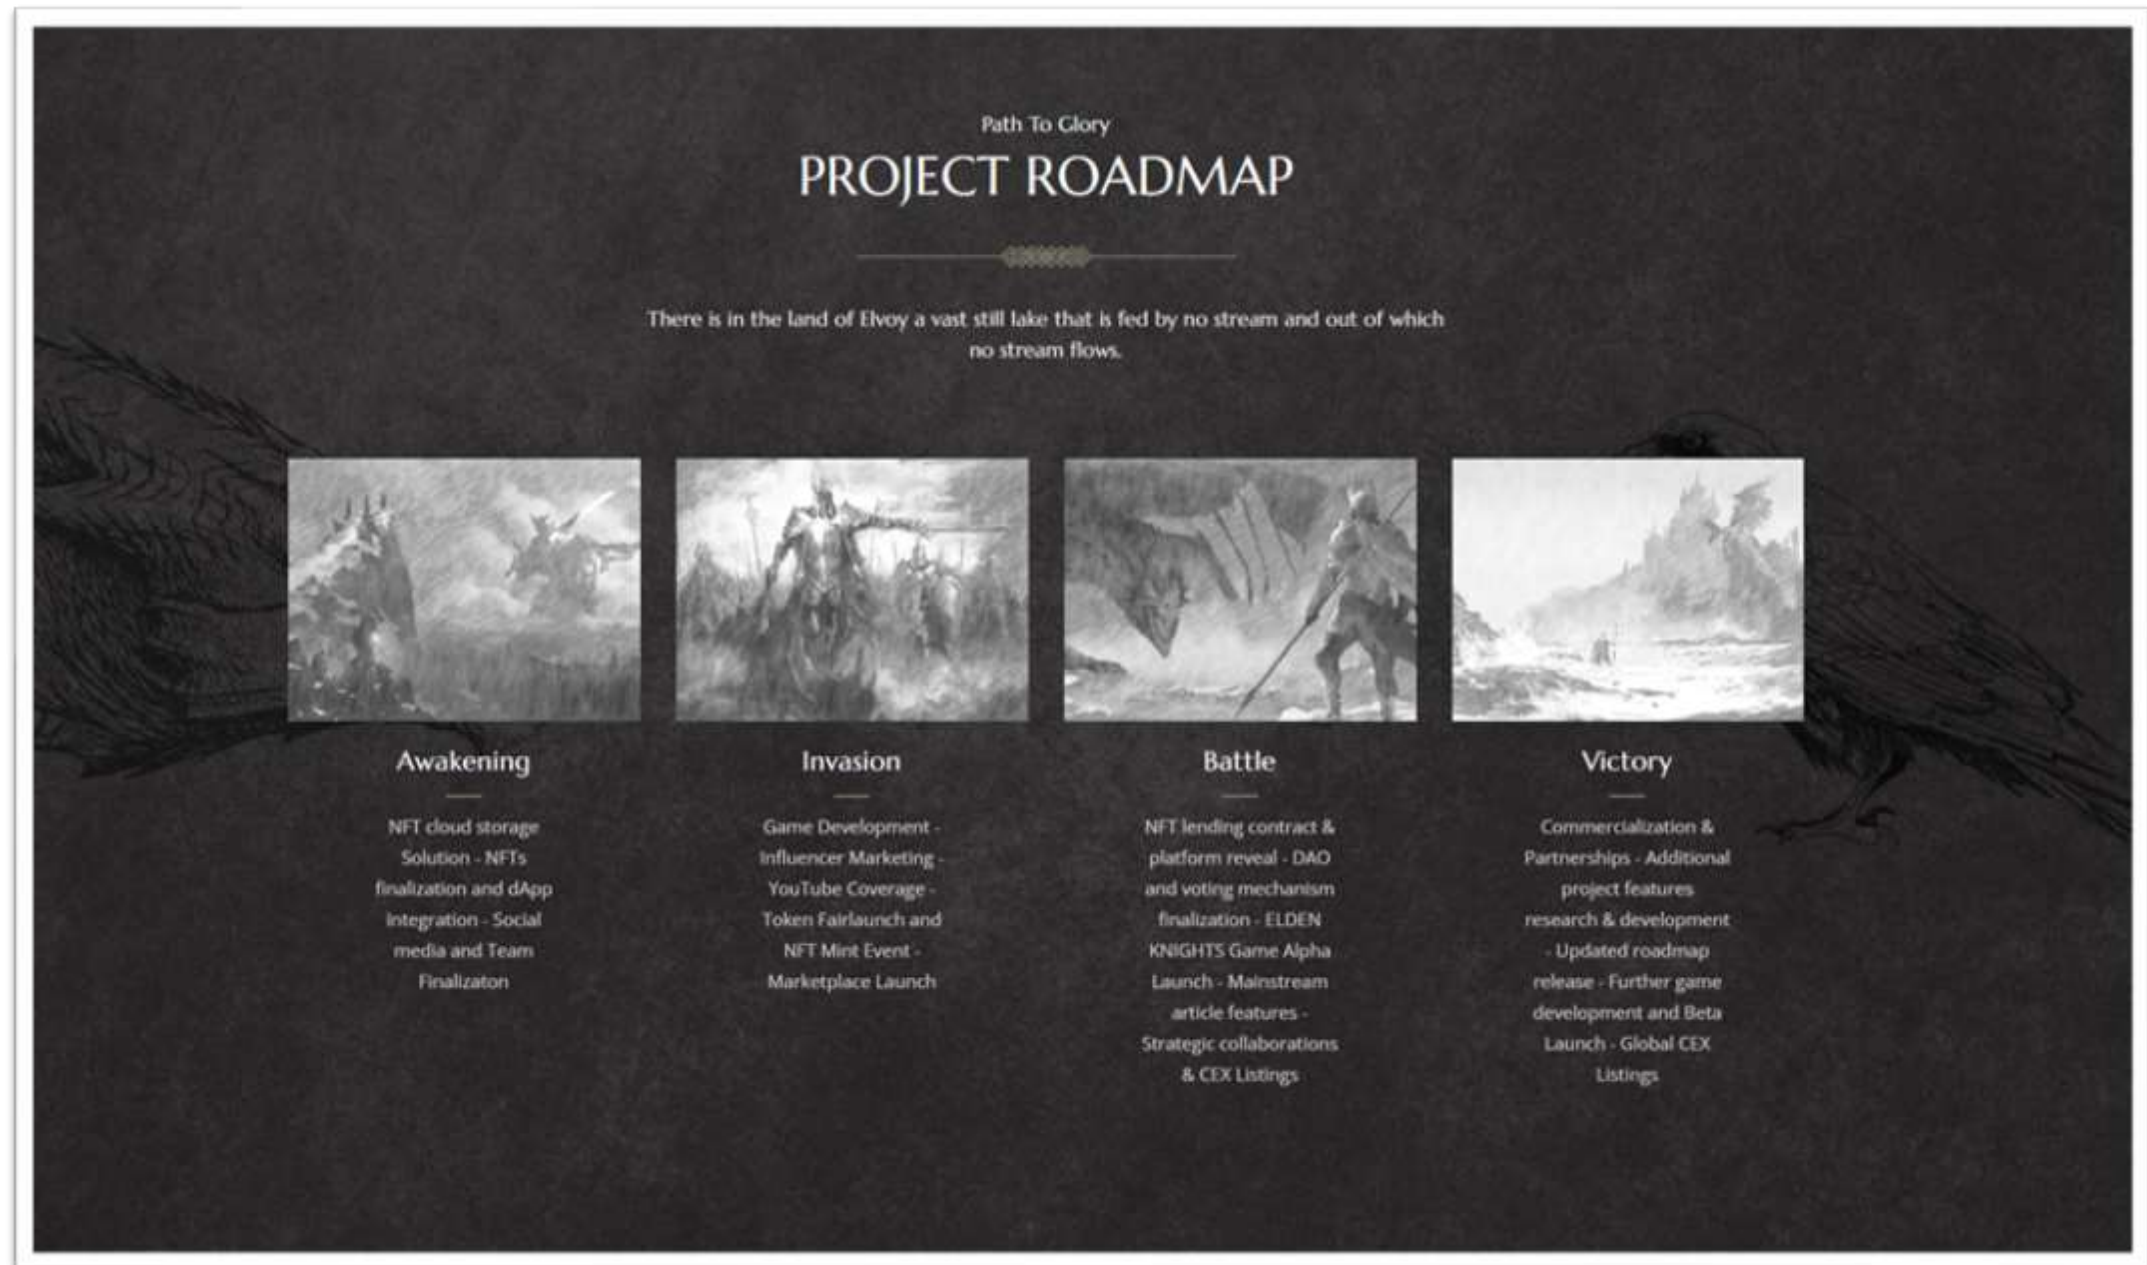 Path To Glory
PROJECT ROADMAP
There is in the land of Elvoy a vast still lake that is fed by no stream and out of which
no stream flows.
Awakening
NFT cloud storage
Solution - NFTs
finalization and dApp
integration - Social
media and Team
Finalizaton
Invasion
Game Development -
Influencer Marketing -
YouTube Coverage -
Token Fairlaunch and
NFT Mint Event -
Marketplace Launch
Battle
NFT lending contract &
platform reveal - DAO
and voting mechanism
finalization - ELDEN
KNIGHTS Game Alpha
Launch - Mainstream
article features -
Strategic collaborations
& CEX Listings
Victory
Commercialization &
Partnerships - Additional
project features
research & development
- Updated roadmap
release - Further game
development and Beta
Launch - Global CEX
Listings